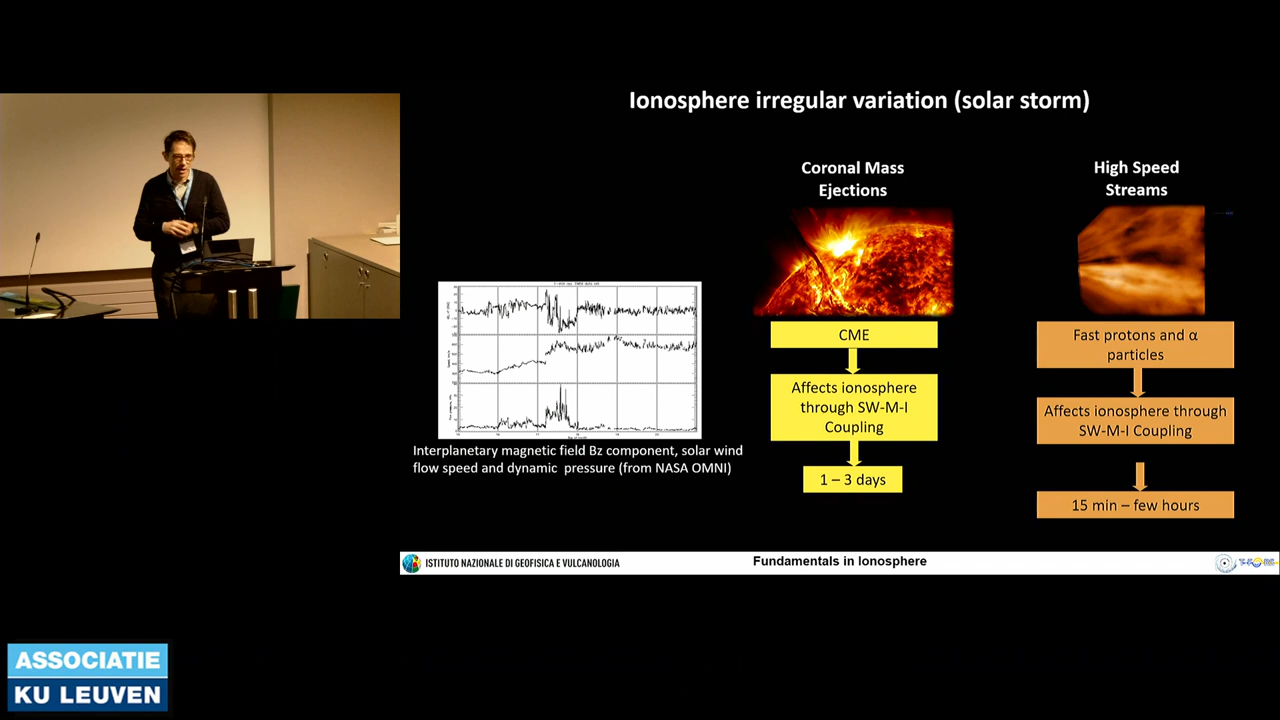 Ionosphere irregular variation (solar storm)
Coronal Mass
Ejections
High Speed
Streams
CME
Affects ionosphere
through SW-M-I
Coupling
1 – 3 days
Fast protons and α
particles
Affects ionosphere through
SW-M-I Coupling
15 min – few hours
Interplanetary magnetic field Bz component, solar wind
flow speed and dynamic pressure (from NASA OMNI)
ISTITUTO NAZIONALE DI GEOFISICA E VULCANOLOGIA
Fundamentals in Ionosphere
ASSOCIATIE
KU LEUVEN